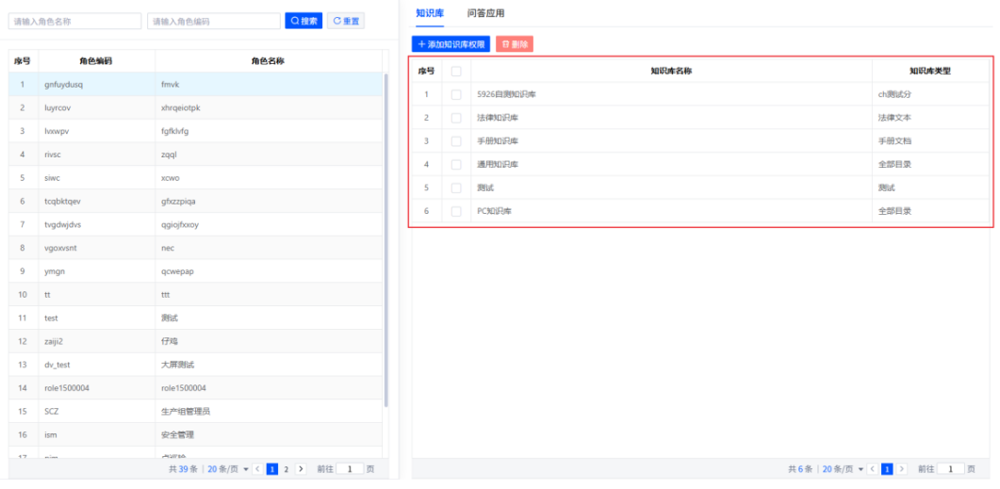 请输入角色名称 请输入角色编码 搜索 重置
序号 角色编码 角色名称
1 gnfuydusq fmvk
2 luyrcov xhrqeiotpk
3 lvxwpv fgfklvfg
4 rivsc zqql
5 siwc xcwo
6 tcqbktqev gfxzzpiqa
7 tvgdwjdvs qgiojfxxoy
8 vgoxvsnt nec
9 ymgn qcwepap
10 tt ttt
11 test 测试
12 zaiji2 仔鸡
13 dv_test 大屏测试
14 role1500004 role1500004
15 SCZ 生产组管理员
16 ism 安全管理
17
共 39 条 20 条/页 1 2 前往 1 页
知识库 问答应用
添加知识库权限 删除
序号 知识库名称 知识库类型
1 5926自测知识库 ch测试分
2 法律知识库 法律文本
3 手册知识库 手册文档
4 通用知识库 全部目录
5 测试 测试
6 PC知识库 全部目录
共 6 条 20 条/页 1 前往 1 页